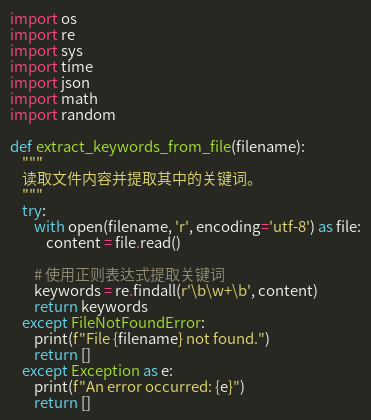 import os
import re
import sys
import time
import json
import math
import random

def extract_keywords_from_file(filename):
    """
    读取文件内容并提取其中的关键词。
    """
    try:
        with open(filename, 'r', encoding='utf-8') as file:
            content = file.read()

        # 使用正则表达式提取关键词
        keywords = re.findall(r'\b\w+\b', content)
        return keywords
    except FileNotFoundError:
        print(f"File {filename} not found.")
        return []
    except Exception as e:
        print(f"An error occurred: {e}")
        return []